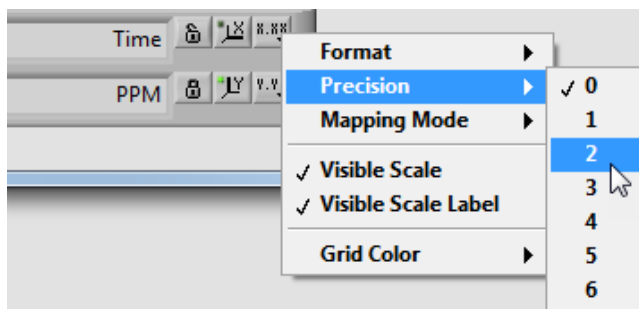 Time
X
X.XX
PPM
Y
Y.Y
Format
Precision
Mapping Mode
Visible Scale
Visible Scale Label
Grid Color
0
1
2
3
4
5
6